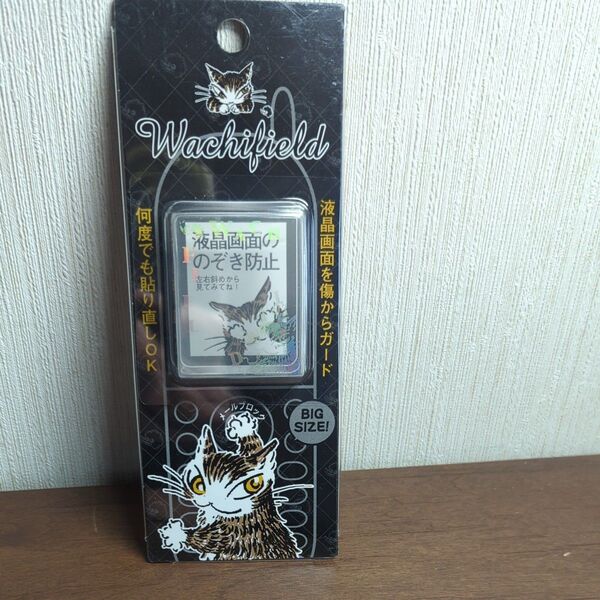 Wachifield
液晶画面を傷からガード
何度でも貼り直しOK
液晶画面の
のぞき防止
左右斜めから
見てみてね!
メールブロック
BIG
SIZE!